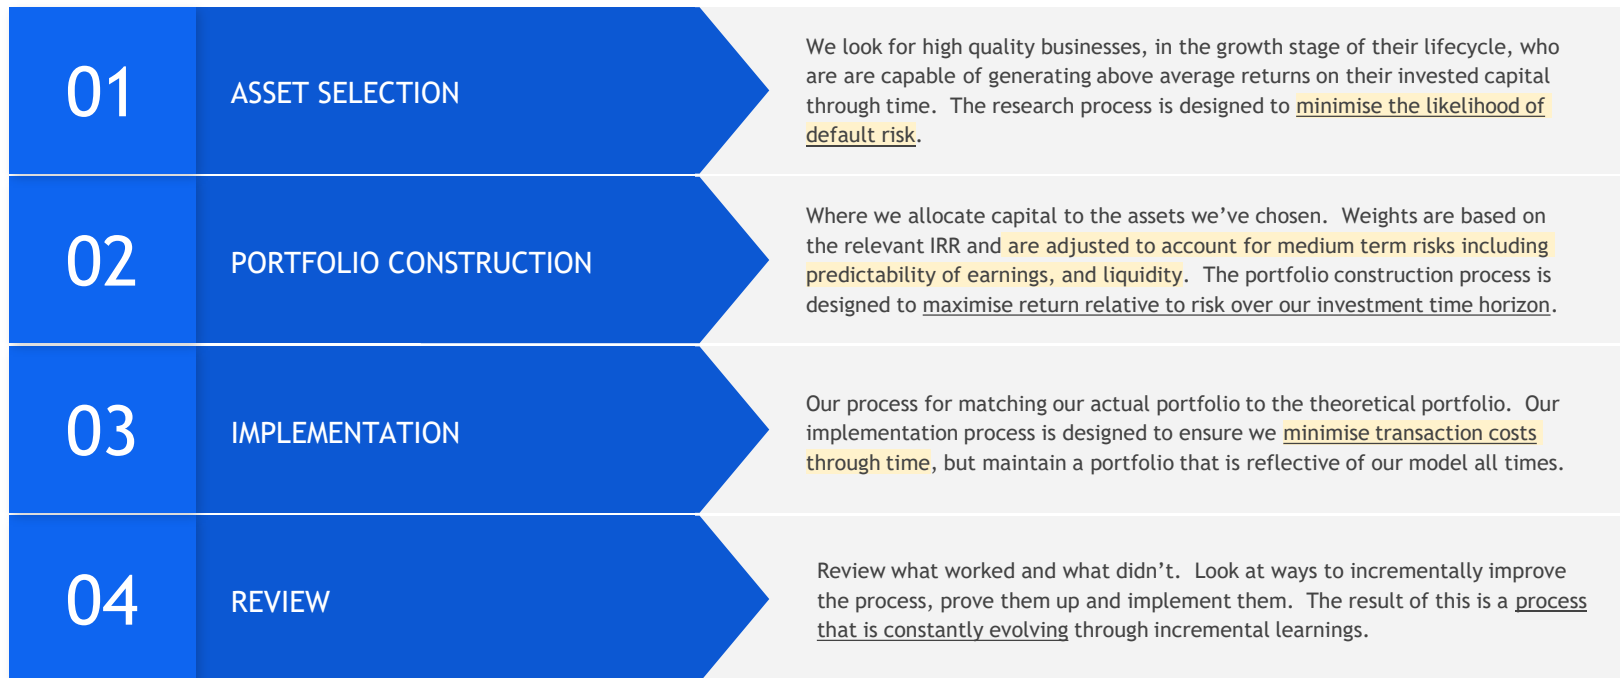 01
ASSET SELECTION
We look for high quality businesses, in the growth stage of their lifecycle, who
are are capable of generating above average returns on their invested capital
through time.  The research process is designed to minimise the likelihood of
default risk.
02
PORTFOLIO CONSTRUCTION
Where we allocate capital to the assets we’ve chosen.  Weights are based on
the relevant IRR and are adjusted to account for medium term risks including
predictability of earnings, and liquidity.  The portfolio construction process is
designed to maximise return relative to risk over our investment time horizon.
03
IMPLEMENTATION
Our process for matching our actual portfolio to the theoretical portfolio.  Our
implementation process is designed to ensure we minimise transaction costs
through time, but maintain a portfolio that is reflective of our model all times.
04
REVIEW
Review what worked and what didn’t.  Look at ways to incrementally improve
the process, prove them up and implement them.  The result of this is a process
that is constantly evolving through incremental learnings.